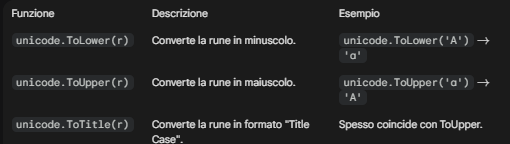 Funzione Descrizione Esempio
unicode.ToLower(r) Converte la rune in minuscolo. unicode.ToLower('A') →
'a'
unicode.ToUpper(r) Converte la rune in maiuscolo. unicode.ToUpper('a') →
'A'
unicode.ToTitle(r) Converte la rune in formato "Title Spesso coincide con ToUpper.
Case".